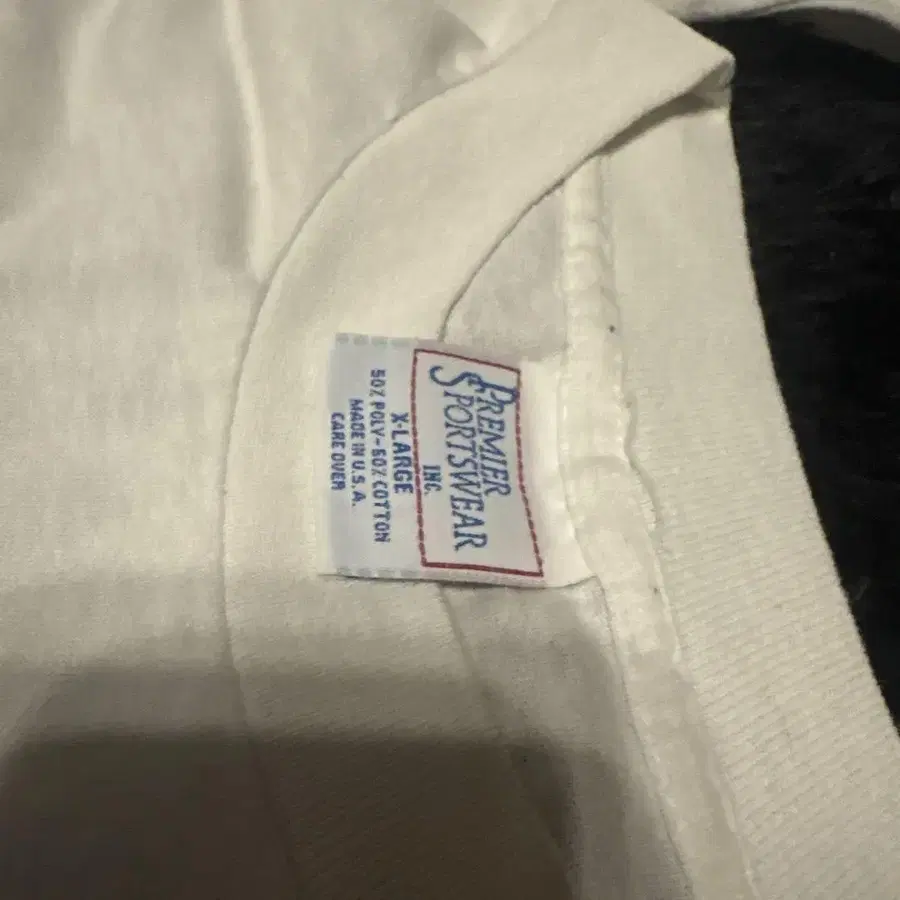 PREMIER
SPORTSWEAR
INC.
X-LARGE
50% POLY-50% COTTON
MADE IN U.S.A.
CARE OVER